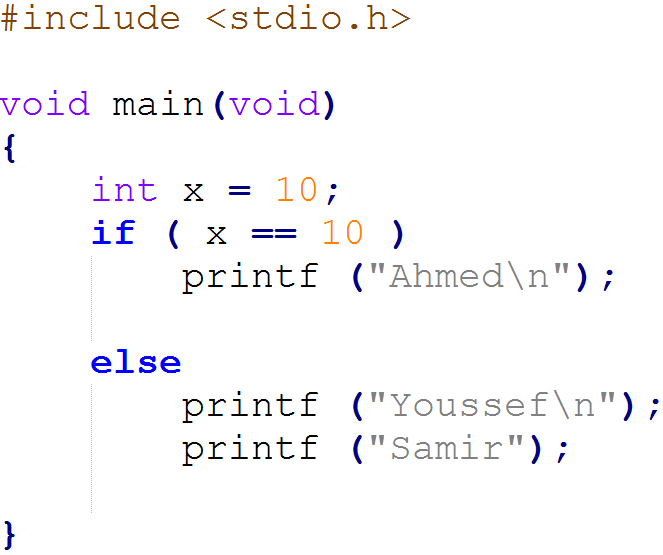 #include <stdio.h>
void main(void)
{
int x = 10;
if ( x == 10 )
printf ("Ahmed\n");
else
printf ("Youssef\n");
printf ("Samir");
}